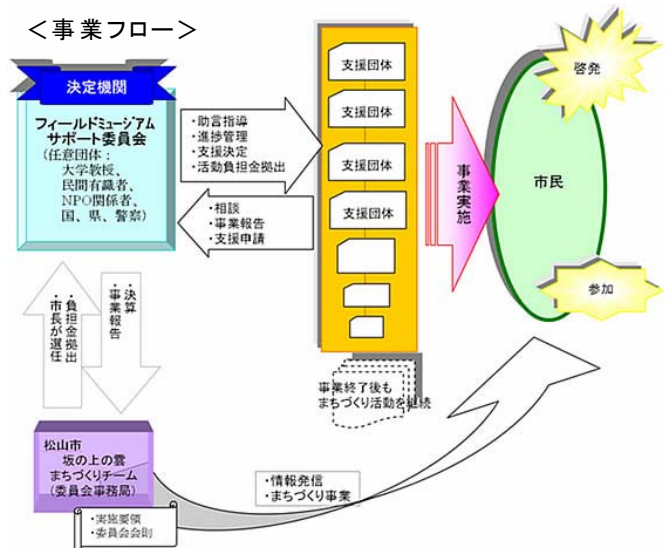 ＜事業フロー＞
決定機関
フィールドミュージアム
サポート委員会
（任意団体：
大学教授、
民間有識者、
NPO関係者、
国、県、警察）
・助言指導
・進捗管理
・支援決定
・活動負担金拠出
・相談
・事業報告
・支援申請
支援団体
支援団体
支援団体
支援団体
事業実施
啓発
市民
参加
・負担金拠出
・市長が選任
・決算
・事業報告
事業終了後も
まちづくり活動を継続
松山市
坂の上の雲
まちづくりチーム
（委員会事務局）
・実施要領
・委員会会則
・情報発信
・まちづくり事業